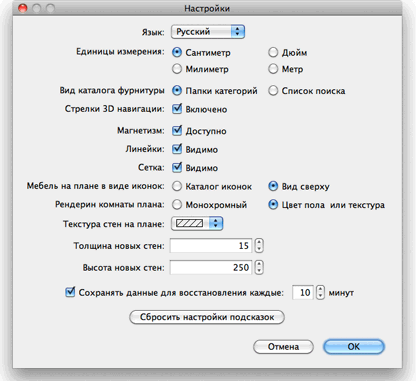 Настройки
Язык: Русский
Единицы измерения: Сантиметр Дюйм
Милиметр Метр
Вид каталога фурнитуры Папки категорий Список поиска
Стрелки 3D навигации: Включено
Магнетизм: Доступно
Линейки: Видимо
Сетка: Видимо
Мебель на плане в виде иконок: Каталог иконок Вид сверху
Рендерин комнаты плана: Монохромный Цвет пола или текстура
Текстура стен на плане:
Толщина новых стен: 15
Высота новых стен: 250
Сохранять данные для восстановления каждые: 10 минут
Сбросить настройки подсказок
Отмена OK